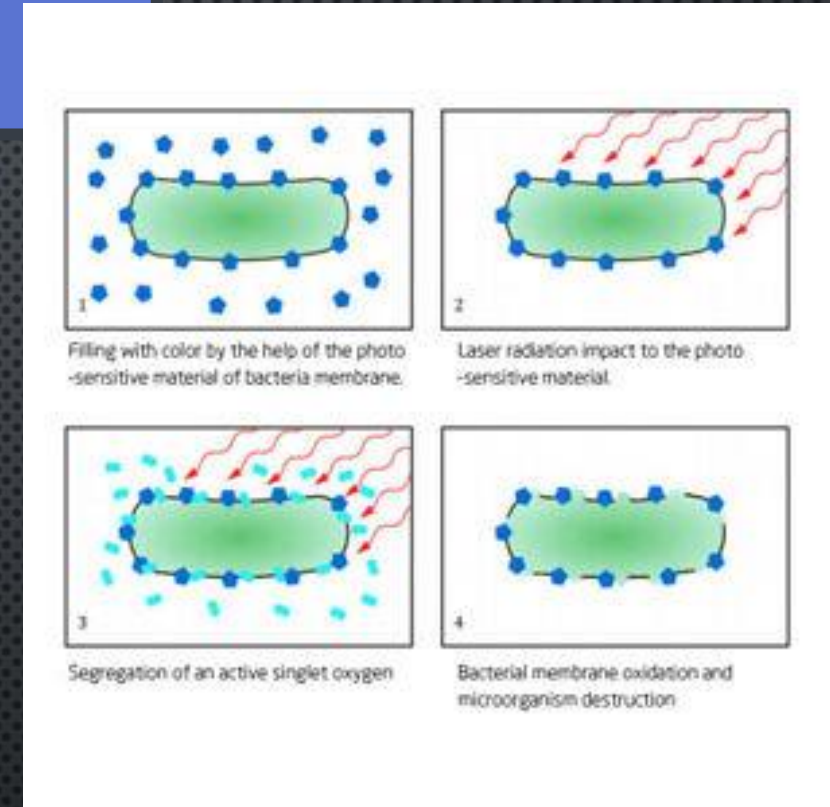 1
Filling with color by the help of the photo
-sensitive material of bacteria membrane.
2
Laser radiation impact to the photo
-sensitive material.
3
Segregation of an active singlet oxygen
4
Bacterial membrane oxidation and
microorganism destruction